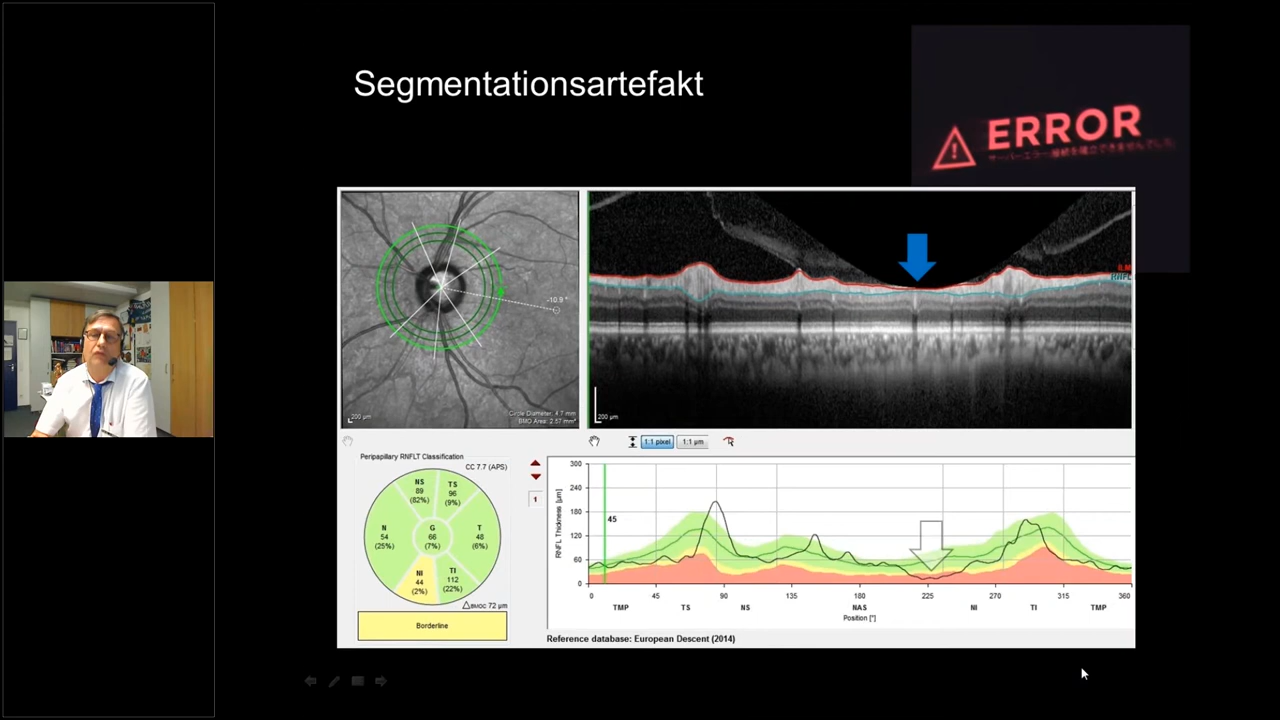 Segmentationsartefakt
ERROR
-10.9 °
Circle Diameter: 4.7 mm
BMO Area: 2.57 mm²
200 µm
ILM
RNFL
200 µm
1:1 pixel
1:1 µm
Peripapillary RNFLT Classification
CC 7.7 (APS)
NS
89
(82%)
TS
96
(9%)
N
54
(25%)
G
66
(7%)
T
48
(6%)
NI
44
(2%)
TI
112
(22%)
ΔBMOC 72 µm
Borderline
1
RNFL Thickness [µm]
300
240
180
120
60
0
45
0 45 90 135 225 270 315 360
TMP TS NS NAS NI TI TMP
Position [°]
Reference database: European Descent (2014)